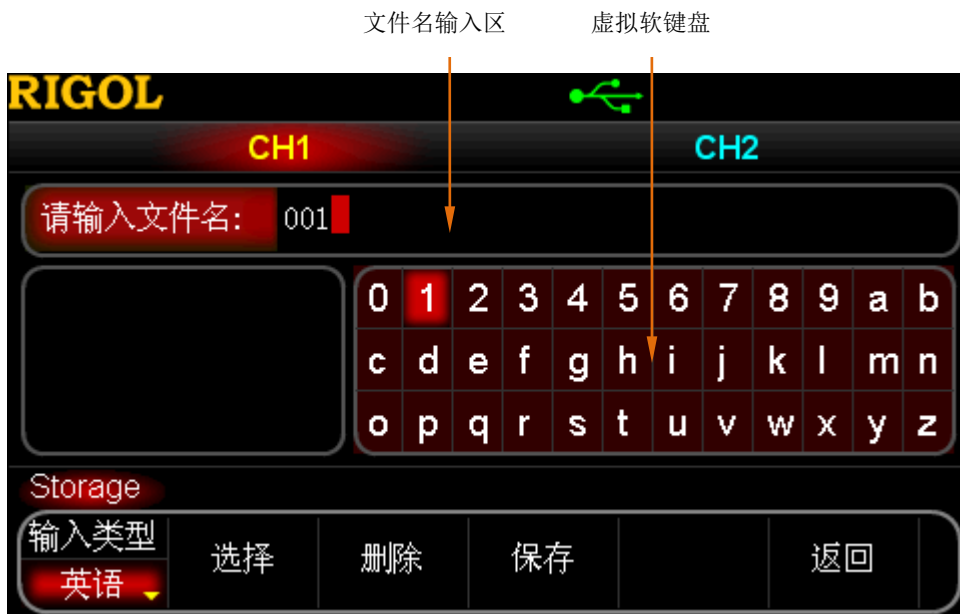 文件名输入区 虚拟软键盘
RIGOL
CH1 CH2
请输入文件名: 001
0 1 2 3 4 5 6 7 8 9 a b
c d e f g h i j k l m n
o p q r s t u v w x y z
Storage
输入类型
选择 删除 保存 返回
英语